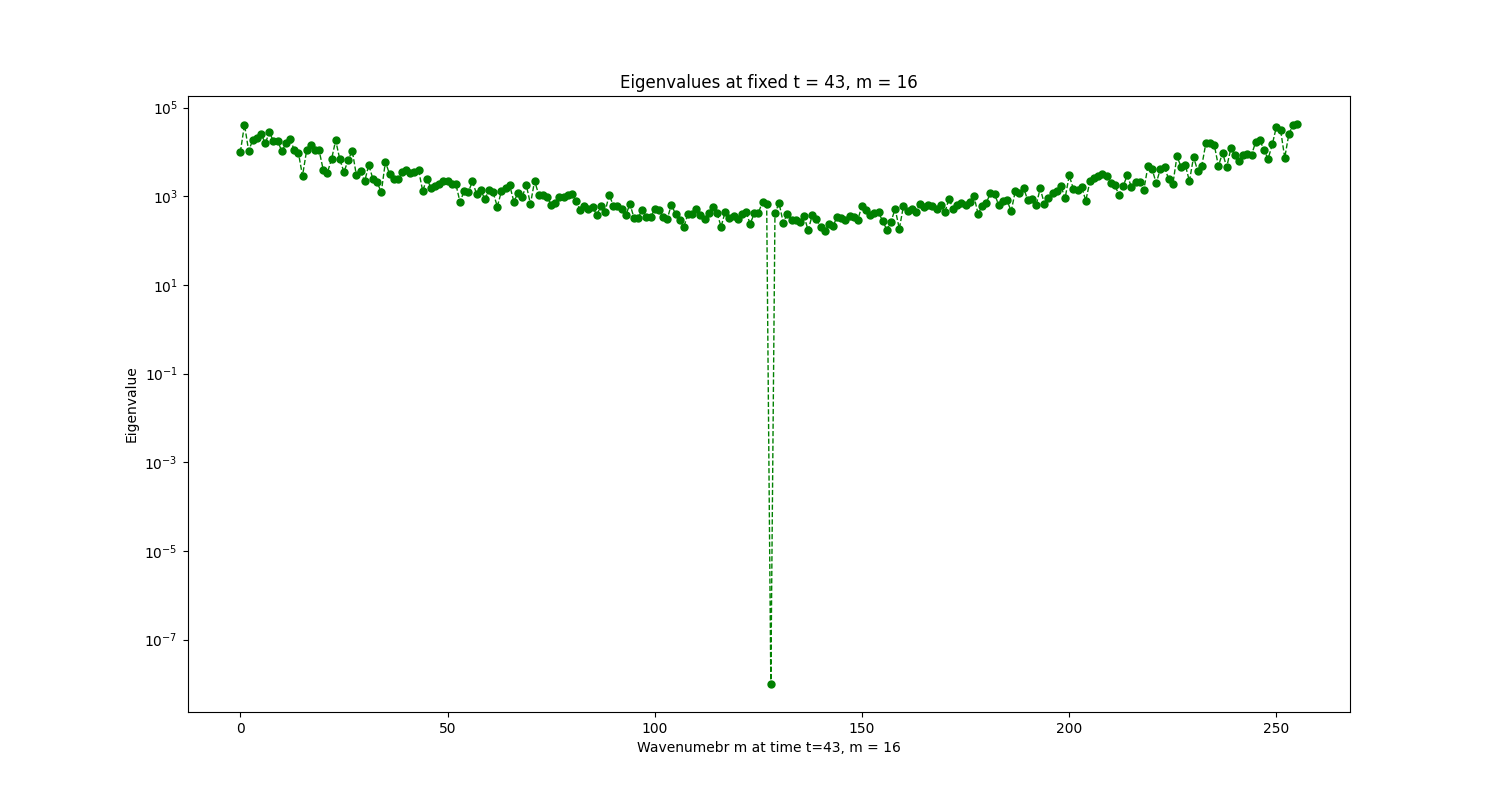 Eigenvalues at fixed t = 43, m = 16
10^5
10^3
10^1
10^-1
10^-3
10^-5
10^-7
Eigenvalue
0 50 100 150 200 250
Wavenumebr m at time t=43, m = 16